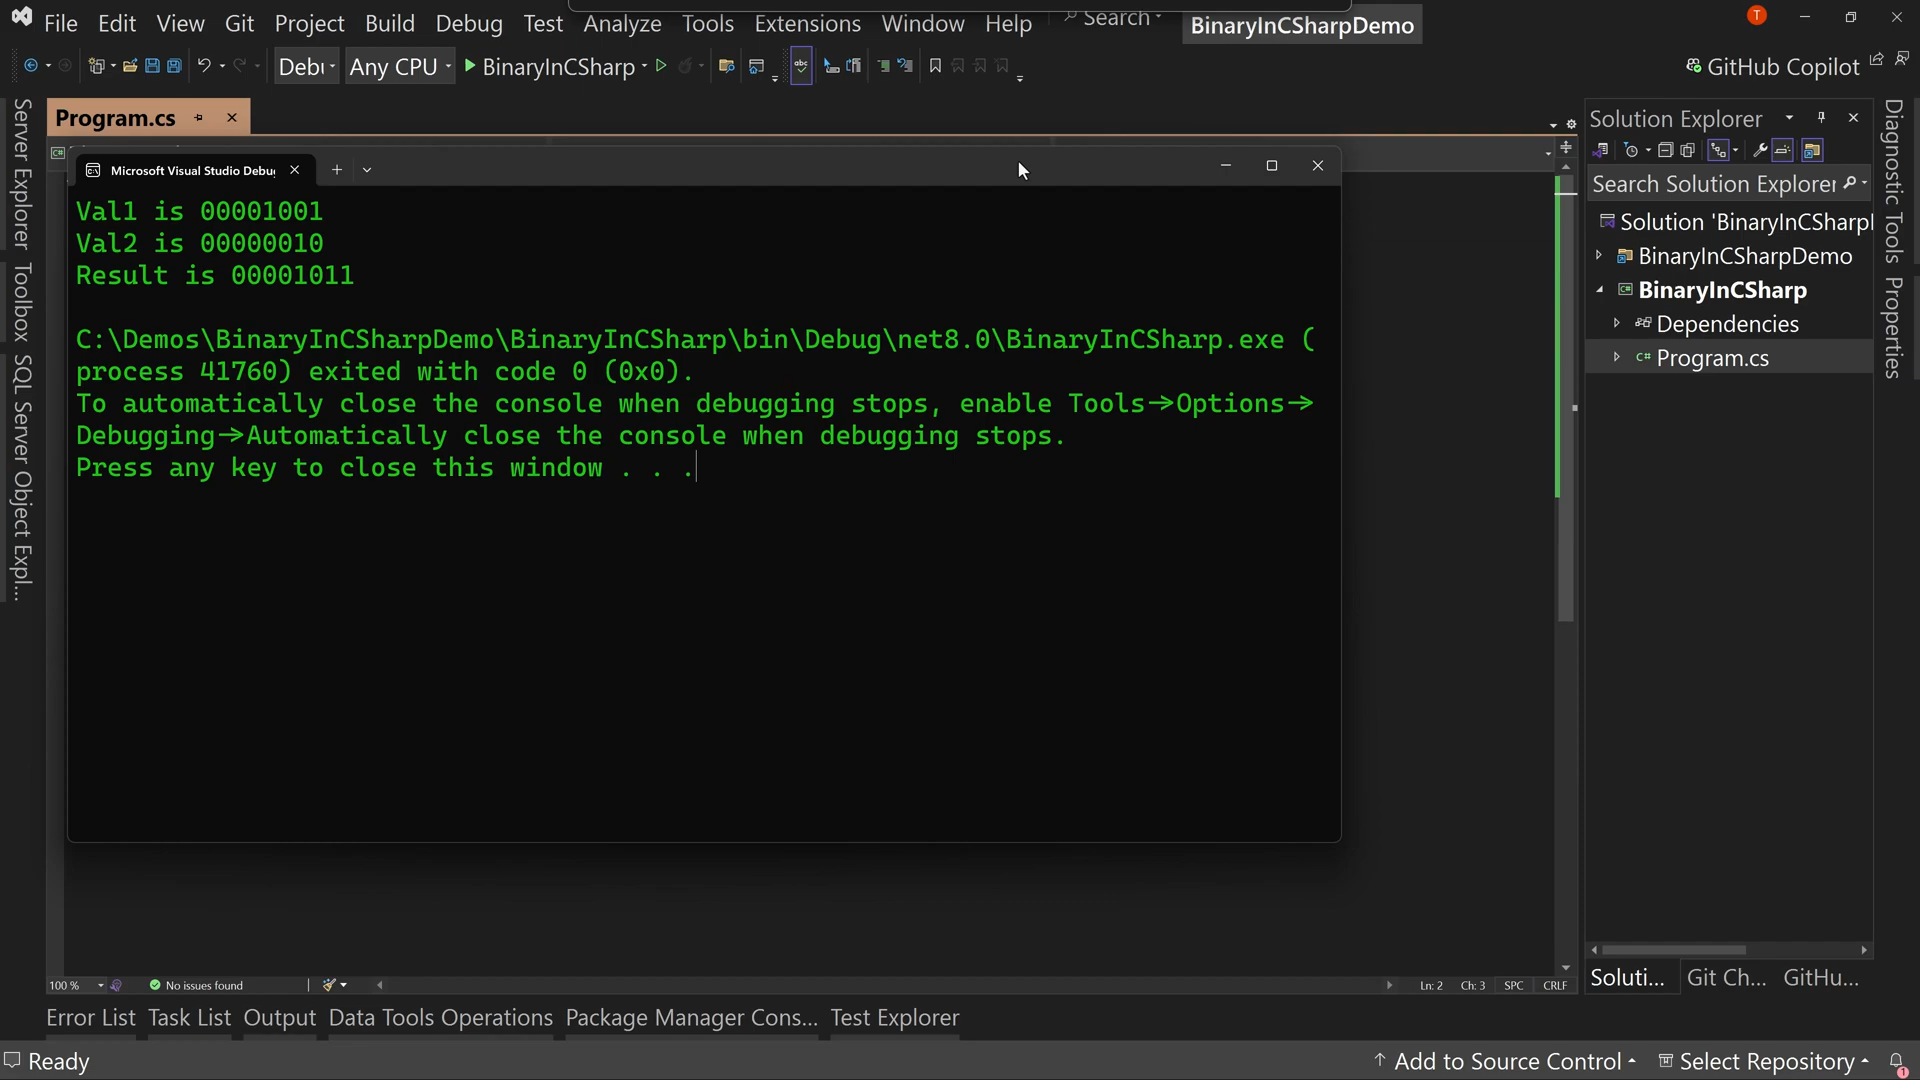 File Edit View Git Project Build Debug Test Analyze Tools Extensions Window Help Search BinaryInCSharpDemo T
Any CPU BinaryInCSharp abc GitHub Copilot
Program.cs
Microsoft Visual Studio Debu
Val1 is 00001001
Val2 is 00000010
Result is 00001011
C:\Demos\BinaryInCSharpDemo\BinaryInCSharp\bin\Debug\net8.0\BinaryInCSharp.exe (
process 41760) exited with code 0 (0x0).
To automatically close the console when debugging stops, enable Tools->Options->
Debugging->Automatically close the console when debugging stops.
Press any key to close this window . . .
Server Explorer
Toolbox
SQL Server Object Expl...
Solution Explorer
Search Solution Explorer
Solution 'BinaryInCSharp
BinaryInCSharpDemo
C# BinaryInCSharp
Dependencies
C# Program.cs
Soluti... Git Ch... GitHu...
Diagnostic Tools
Properties
100 % No issues found Ln: 2 Ch: 3 SPC CRLF
Error List Task List Output Data Tools Operations Package Manager Cons... Test Explorer
Ready Add to Source Control Select Repository 1